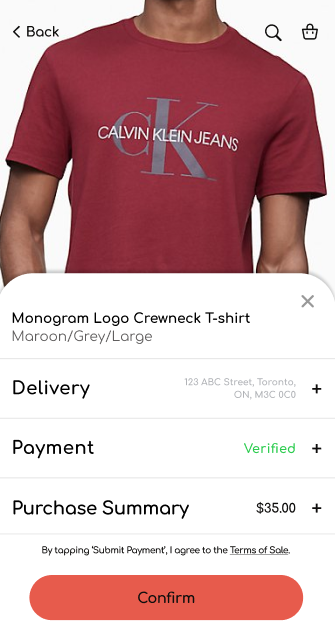 Back
CALVIN KLEIN JEANS
CK
Monogram Logo Crewneck T-shirt
Maroon/Grey/Large
Delivery
123 ABC Street, Toronto,
ON, M3C 0C0
+
Payment
Verified
+
Purchase Summary
$35.00
+
By tapping 'Submit Payment', I agree to the Terms of Sale.
Confirm